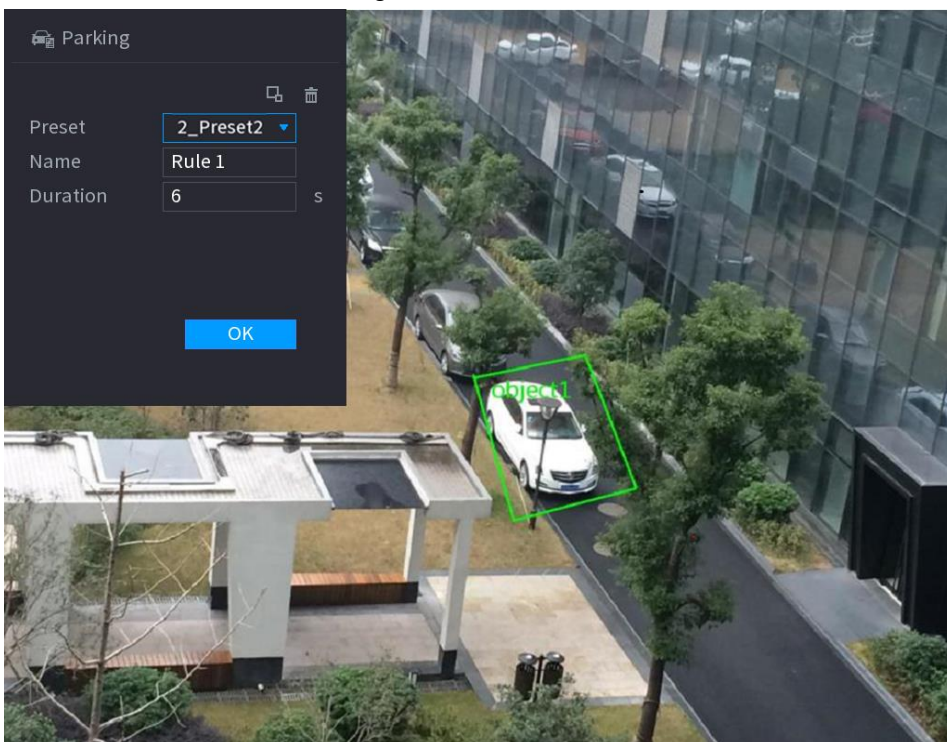 Parking
Preset 2_Preset2
Name Rule 1
Duration 6 s
OK
object1